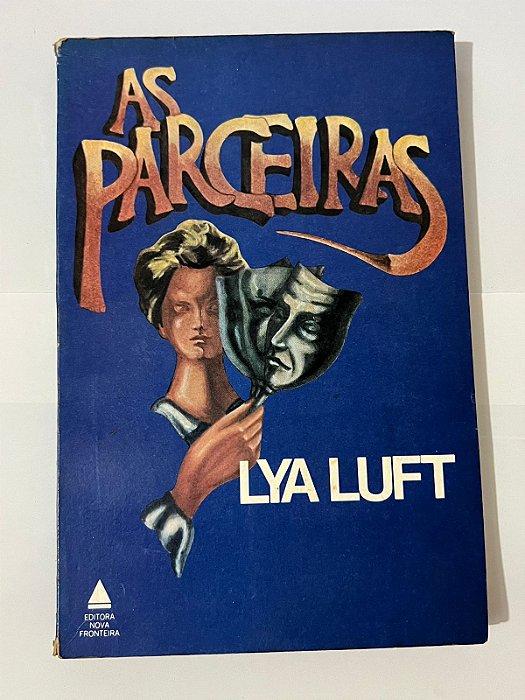 AS
PARCEIRAS
LYA LUFT
EDITORA
NOVA
FRONTEIRA